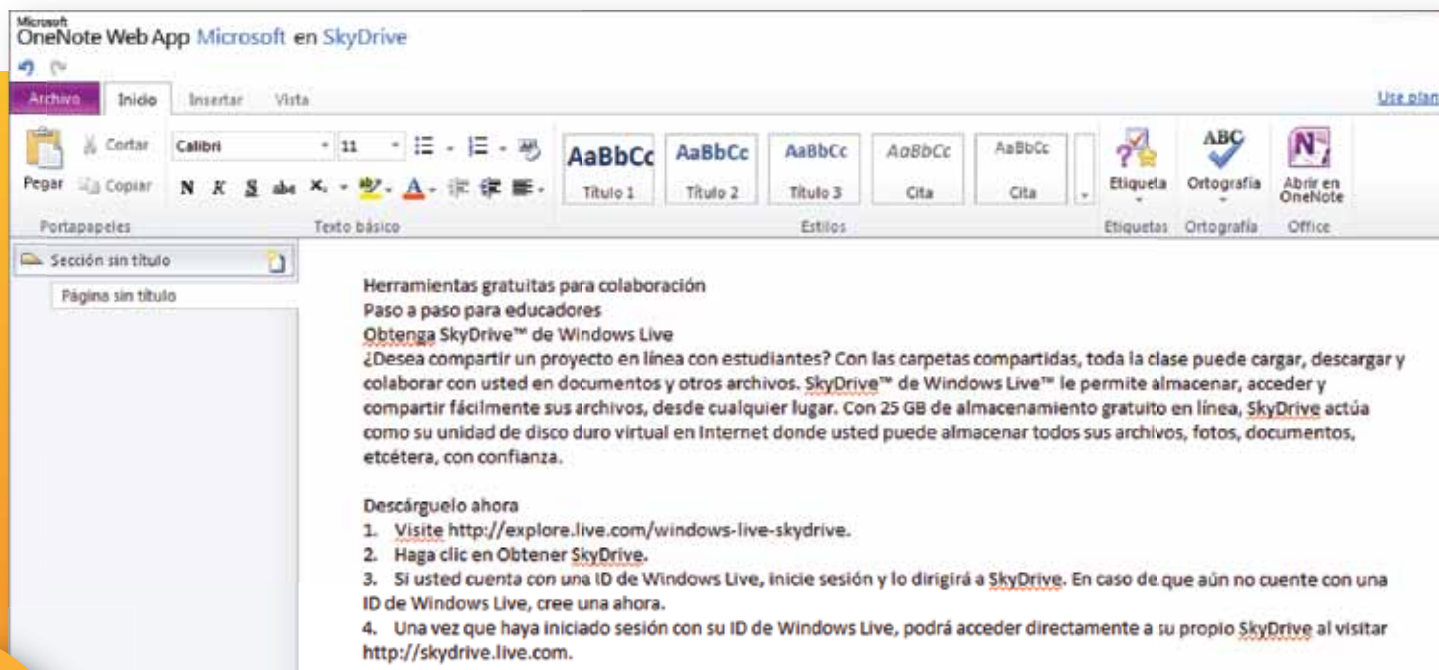 Microsoft
OneNote Web App Microsoft en SkyDrive
Archivo Inicio Insertar Vista
Pegar
Cortar
Copiar
Portapapeles
Calibri 11
N K S abc
Texto básico
AaBbCc AaBbCc AaBbCc AaBbCc AaBbCc
Título 1 Título 2 Título 3 Cita Cita
Estilos
Etiqueta
Etiquetas
ABC
Ortografía
Ortografía
Abrir en
OneNote
Office
Sección sin título
Página sin título
Herramientas gratuitas para colaboración
Paso a paso para educadores
Obtenga SkyDrive™ de Windows Live
¿Desea compartir un proyecto en línea con estudiantes? Con las carpetas compartidas, toda la clase puede cargar, descargar y
colaborar con usted en documentos y otros archivos. SkyDrive™ de Windows Live™ le permite almacenar, acceder y
compartir fácilmente sus archivos, desde cualquier lugar. Con 25 GB de almacenamiento gratuito en línea, SkyDrive actúa
como su unidad de disco duro virtual en Internet donde usted puede almacenar todos sus archivos, fotos, documentos,
etcétera, con confianza.
Descárguelo ahora
1. Visite http://explore.live.com/windows-live-skydrive.
2. Haga clic en Obtener SkyDrive.
3. Si usted cuenta con una ID de Windows Live, inicie sesión y lo dirigirá a SkyDrive. En caso de que aún no cuente con una
ID de Windows Live, cree una ahora.
4. Una vez que haya iniciado sesión con su ID de Windows Live, podrá acceder directamente a su propio SkyDrive al visitar
http://skydrive.live.com.